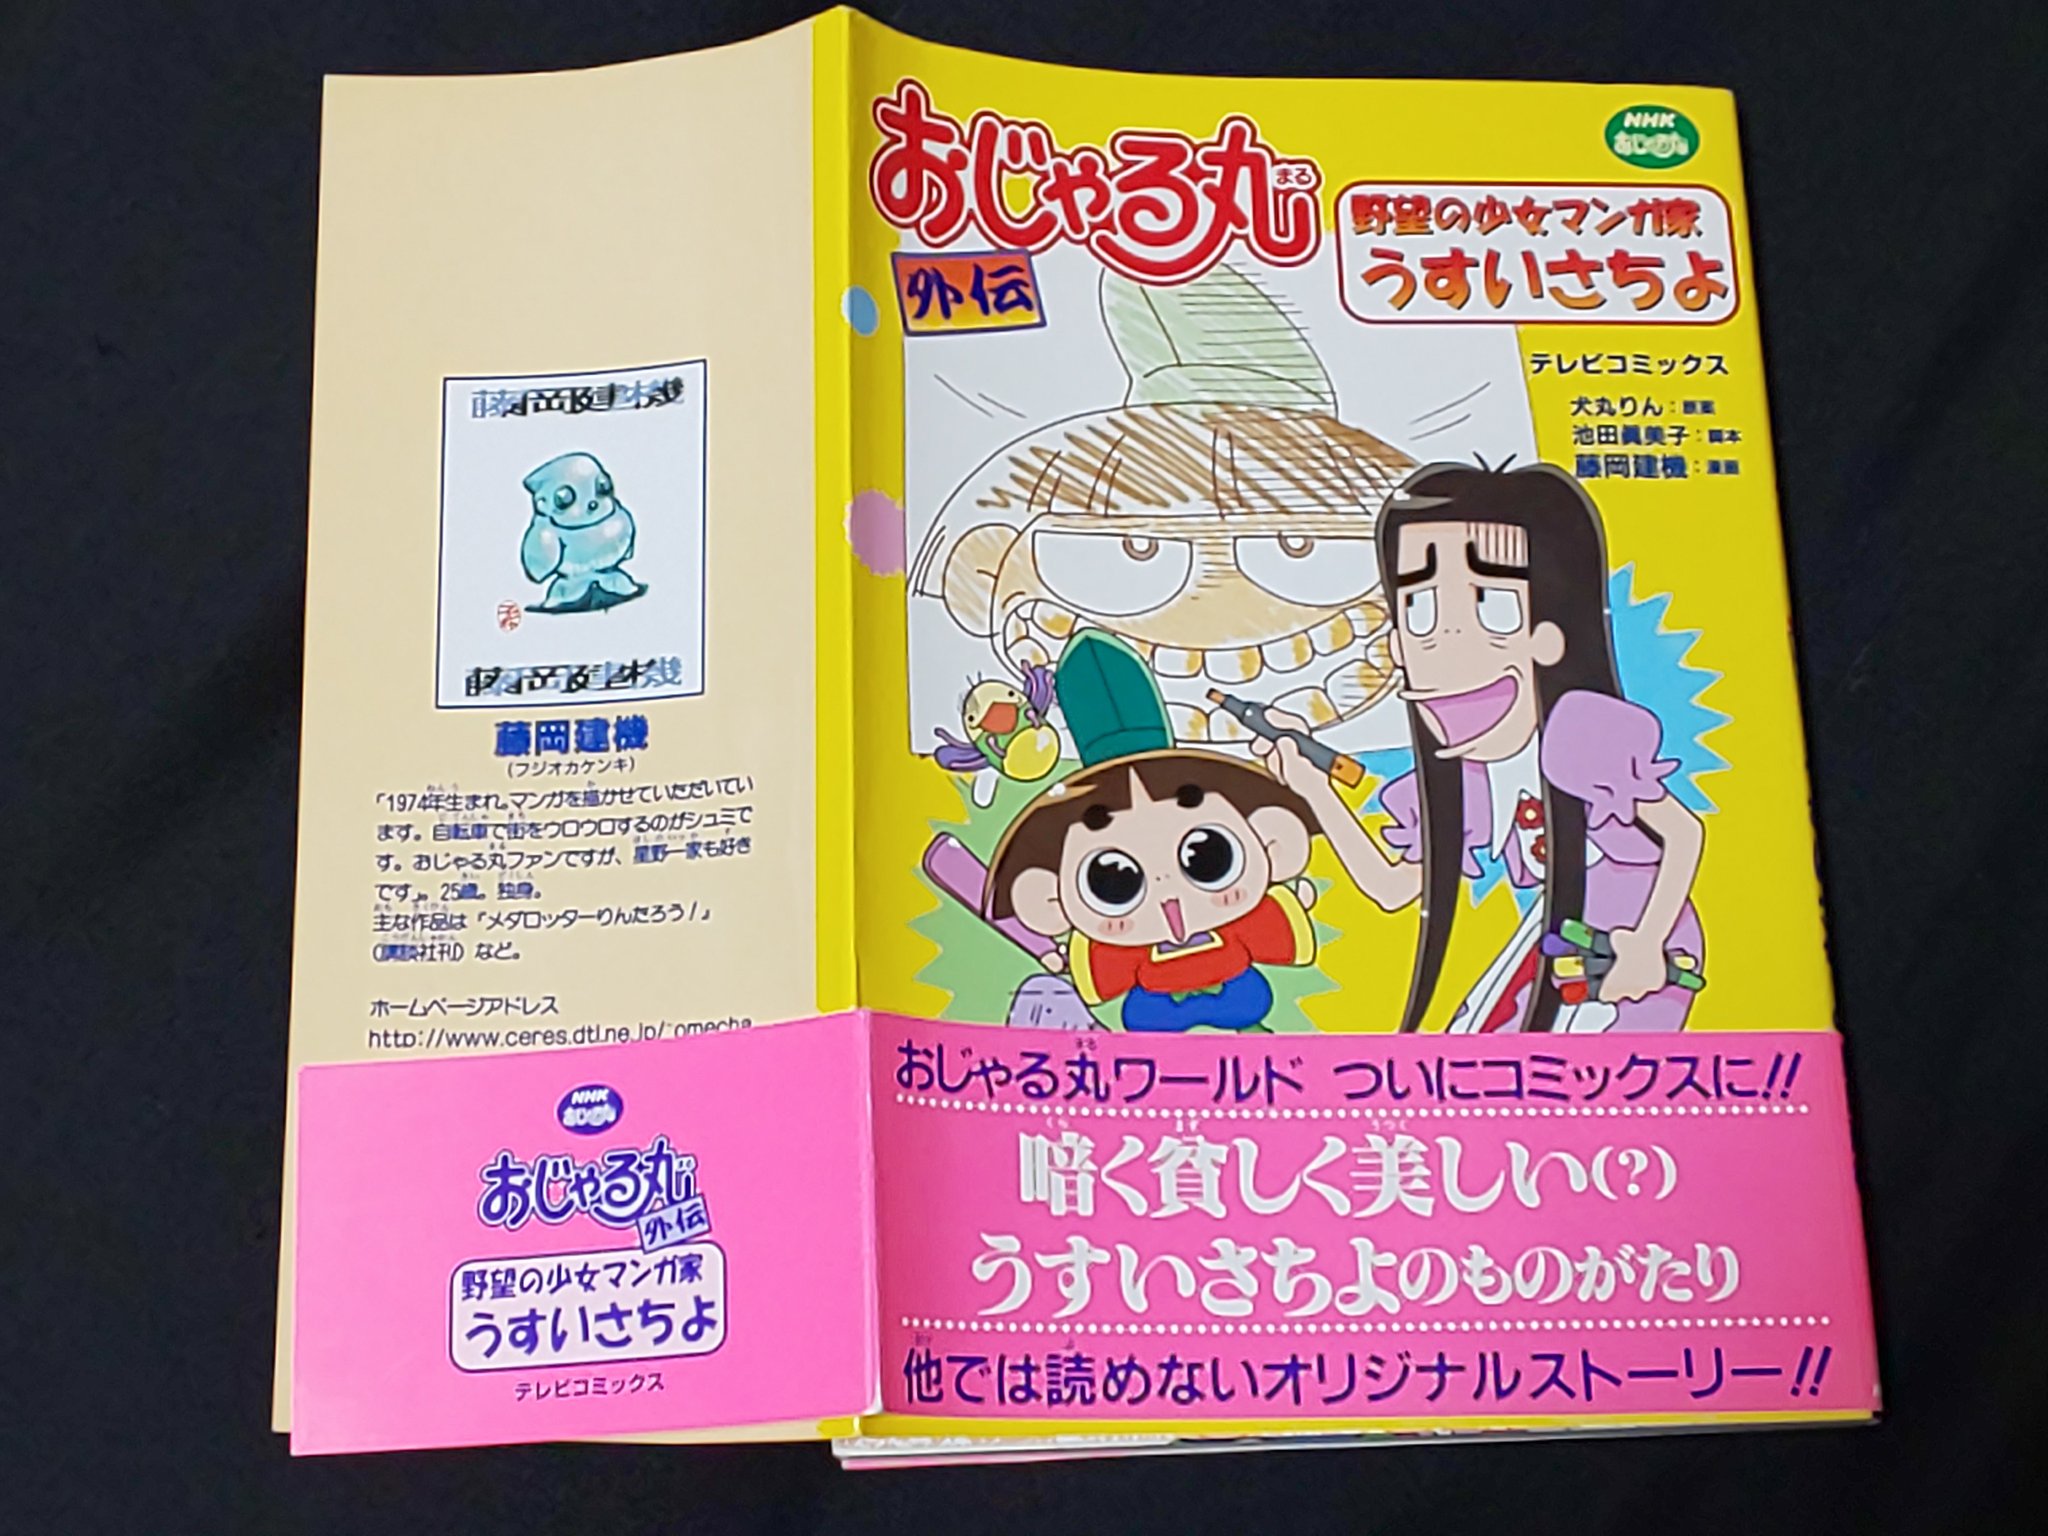 藤岡建機
藤岡建機
藤岡建機
(フジオカケンキ)
「1974年生まれ。マンガを描かせていただいてい
ます。自転車で街をウロウロするのがシュミで
す。おじゃる丸ファンですが、星野一家も好き
です」。25歳。独身。
主な作品は『メダロッターりんたろう!』
(講談社刊) など。
ホームページアドレス
http://www.ceres.dti.ne.jp/~omecha
NHK
おじゃる丸
外伝
野望の少女マンガ家
うすいさちよ
テレビコミックス
おじゃる丸
まる
外伝
NHK
野望の少女マンガ家
うすいさちよ
テレビコミックス
犬丸りん:原案
池田眞美子:脚本
藤岡建機:漫画
おじゃる丸ワールド ついにコミックスに!!
暗く貧しく美しい(?)
うすいさちよのものがたり
他では読めないオリジナルストーリー!!